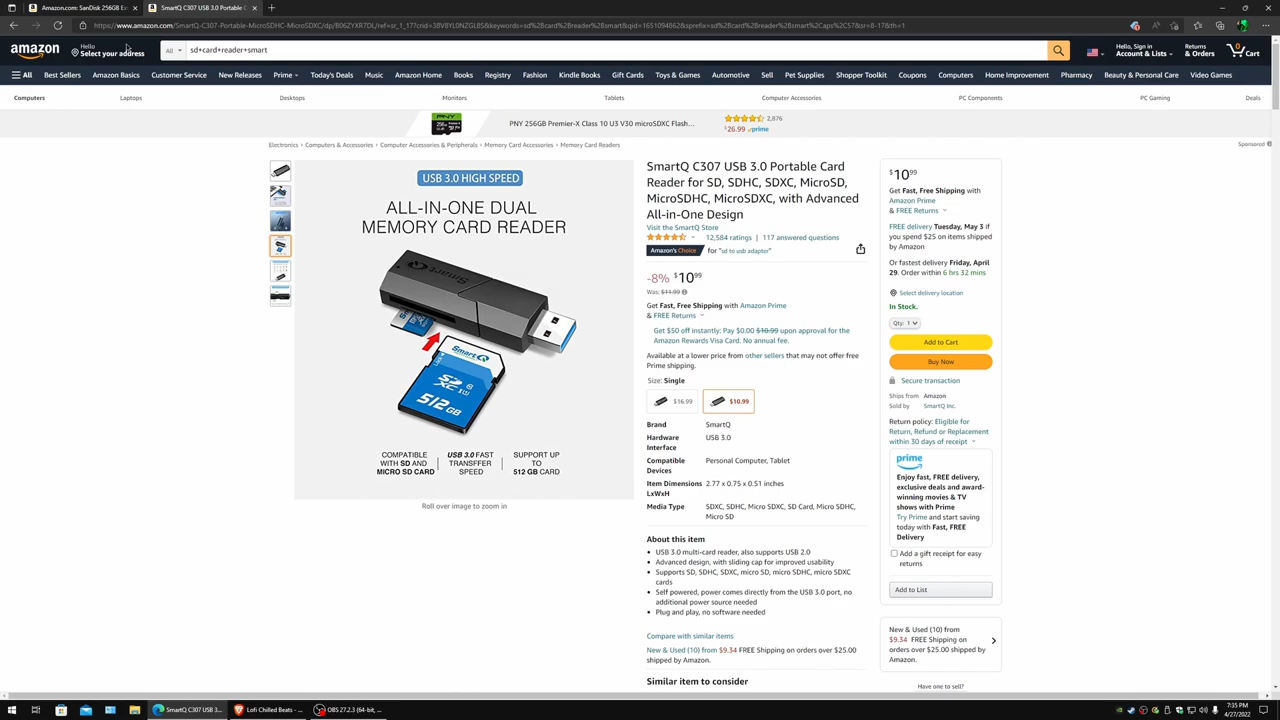 Amazon.com: SanDisk 256GB
SmartQ C307 USB 3.0 Portable C
https://www.amazon.com/SmartQ-C307-Portable-MicroSDHC-MicroSDXC/dp/B06ZYXR7DL/
amazon
Hello
Select your address
All
sd+card+reader+smart
Hello, Sign in
Account & Lists
Returns
& Orders
0
Cart
All Best Sellers Amazon Basics Customer Service New Releases Prime Today's Deals Music Amazon Home Books Registry Fashion Kindle Books Gift Cards Toys & Games Automotive Sell Pet Supplies Shopper Toolkit Coupons Computers Home Improvement Pharmacy Beauty & Personal Care Video Games
Computers Laptops Desktops Monitors Tablets Computer Accessories PC Components PC Gaming Deals
PNY 256GB Premier-X Class 10 U3 V30 microSDXC Flash...
2,876
$26.99 prime
Sponsored
Electronics › Computers & Accessories › Computer Accessories & Peripherals › Memory Card Accessories › Memory Card Readers
USB 3.0 HIGH SPEED
ALL-IN-ONE DUAL
MEMORY CARD READER
SmartQ
SmartQ
SD XC
512 GB
COMPATIBLE
WITH SD AND
MICRO SD CARD
USB 3.0 FAST
TRANSFFER
SPEED
SUPPORT UP
TO
512 GB CARD
Roll over image to zoom in
SmartQ C307 USB 3.0 Portable Card
Reader for SD, SDHC, SDXC, MicroSD,
MicroSDHC, MicroSDXC, with Advanced
All-in-One Design
Visit the SmartQ Store
12,584 ratings | 117 answered questions
Amazon's Choice for "sd to usb adapter"
-8% $10.99
Was: $11.99
Get Fast, Free Shipping with Amazon Prime
& FREE Returns
Get $50 off instantly: Pay $0.00 $10.99 upon approval for the
Amazon Rewards Visa Card. No annual fee.
Available at a lower price from other sellers that may not offer free
Prime shipping.
Size: Single
$16.99
$10.99
Brand SmartQ
Hardware Interface USB 3.0
Compatible Devices Personal Computer, Tablet
Item Dimensions LxWxH 2.77 x 0.75 x 0.51 inches
Media Type SDXC, SDHC, Micro SDXC, SD Card, Micro SDHC,
Micro SD
About this item
• USB 3.0 multi-card reader, also supports USB 2.0
• Advanced design, with sliding cap for improved usability
• Supports SD, SDHC, SDXC, micro SD, micro SDHC, micro SDXC
cards
• Self powered, power comes directly from the USB 3.0 port, no
additional power source needed
• Plug and play, no software needed
Compare with similar items
New & Used (10) from $9.34 FREE Shipping on orders over $25.00
shipped by Amazon.
Similar item to consider
$10.99
Get Fast, Free Shipping with
Amazon Prime
& FREE Returns
FREE delivery Tuesday, May 3 if
you spend $25 on items shipped
by Amazon
Or fastest delivery Friday, April
29. Order within 6 hrs 32 mins
Select delivery location
In Stock.
Qty: 1
Add to Cart
Buy Now
Secure transaction
Ships from Amazon
Sold by SmartQ Inc.
Return policy: Eligible for
Return, Refund or Replacement
within 30 days of receipt
prime
Enjoy fast, FREE delivery,
exclusive deals and award-
winning movies & TV
shows with Prime
Try Prime and start saving
today with Fast, FREE
Delivery
Add a gift receipt for easy
returns
Add to List
New & Used (10) from
$9.34 FREE Shipping on
orders over $25.00 shipped by
Amazon.
Have one to sell?
SmartQ C307 USB 3...
Lofi Chilled Beats -
OBS 27.2.3 (64-bit, ...
7:35 PM
4/27/2022